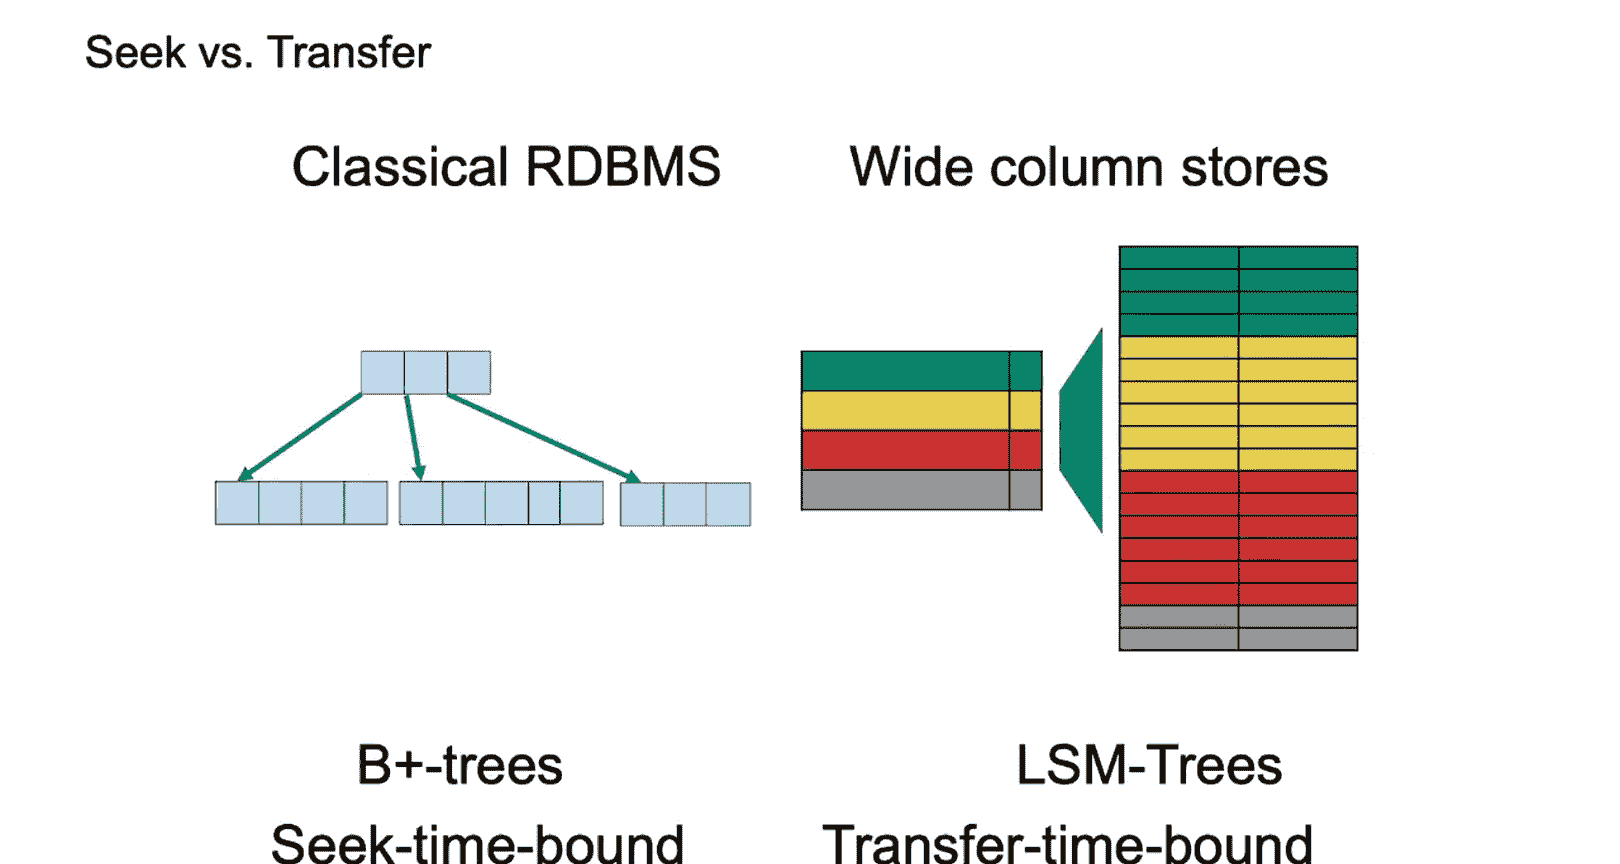 Seek vs. Transfer
Classical RDBMS
Wide column stores
B+-trees
LSM-Trees
Seek-time-bound
Transfer-time-bound